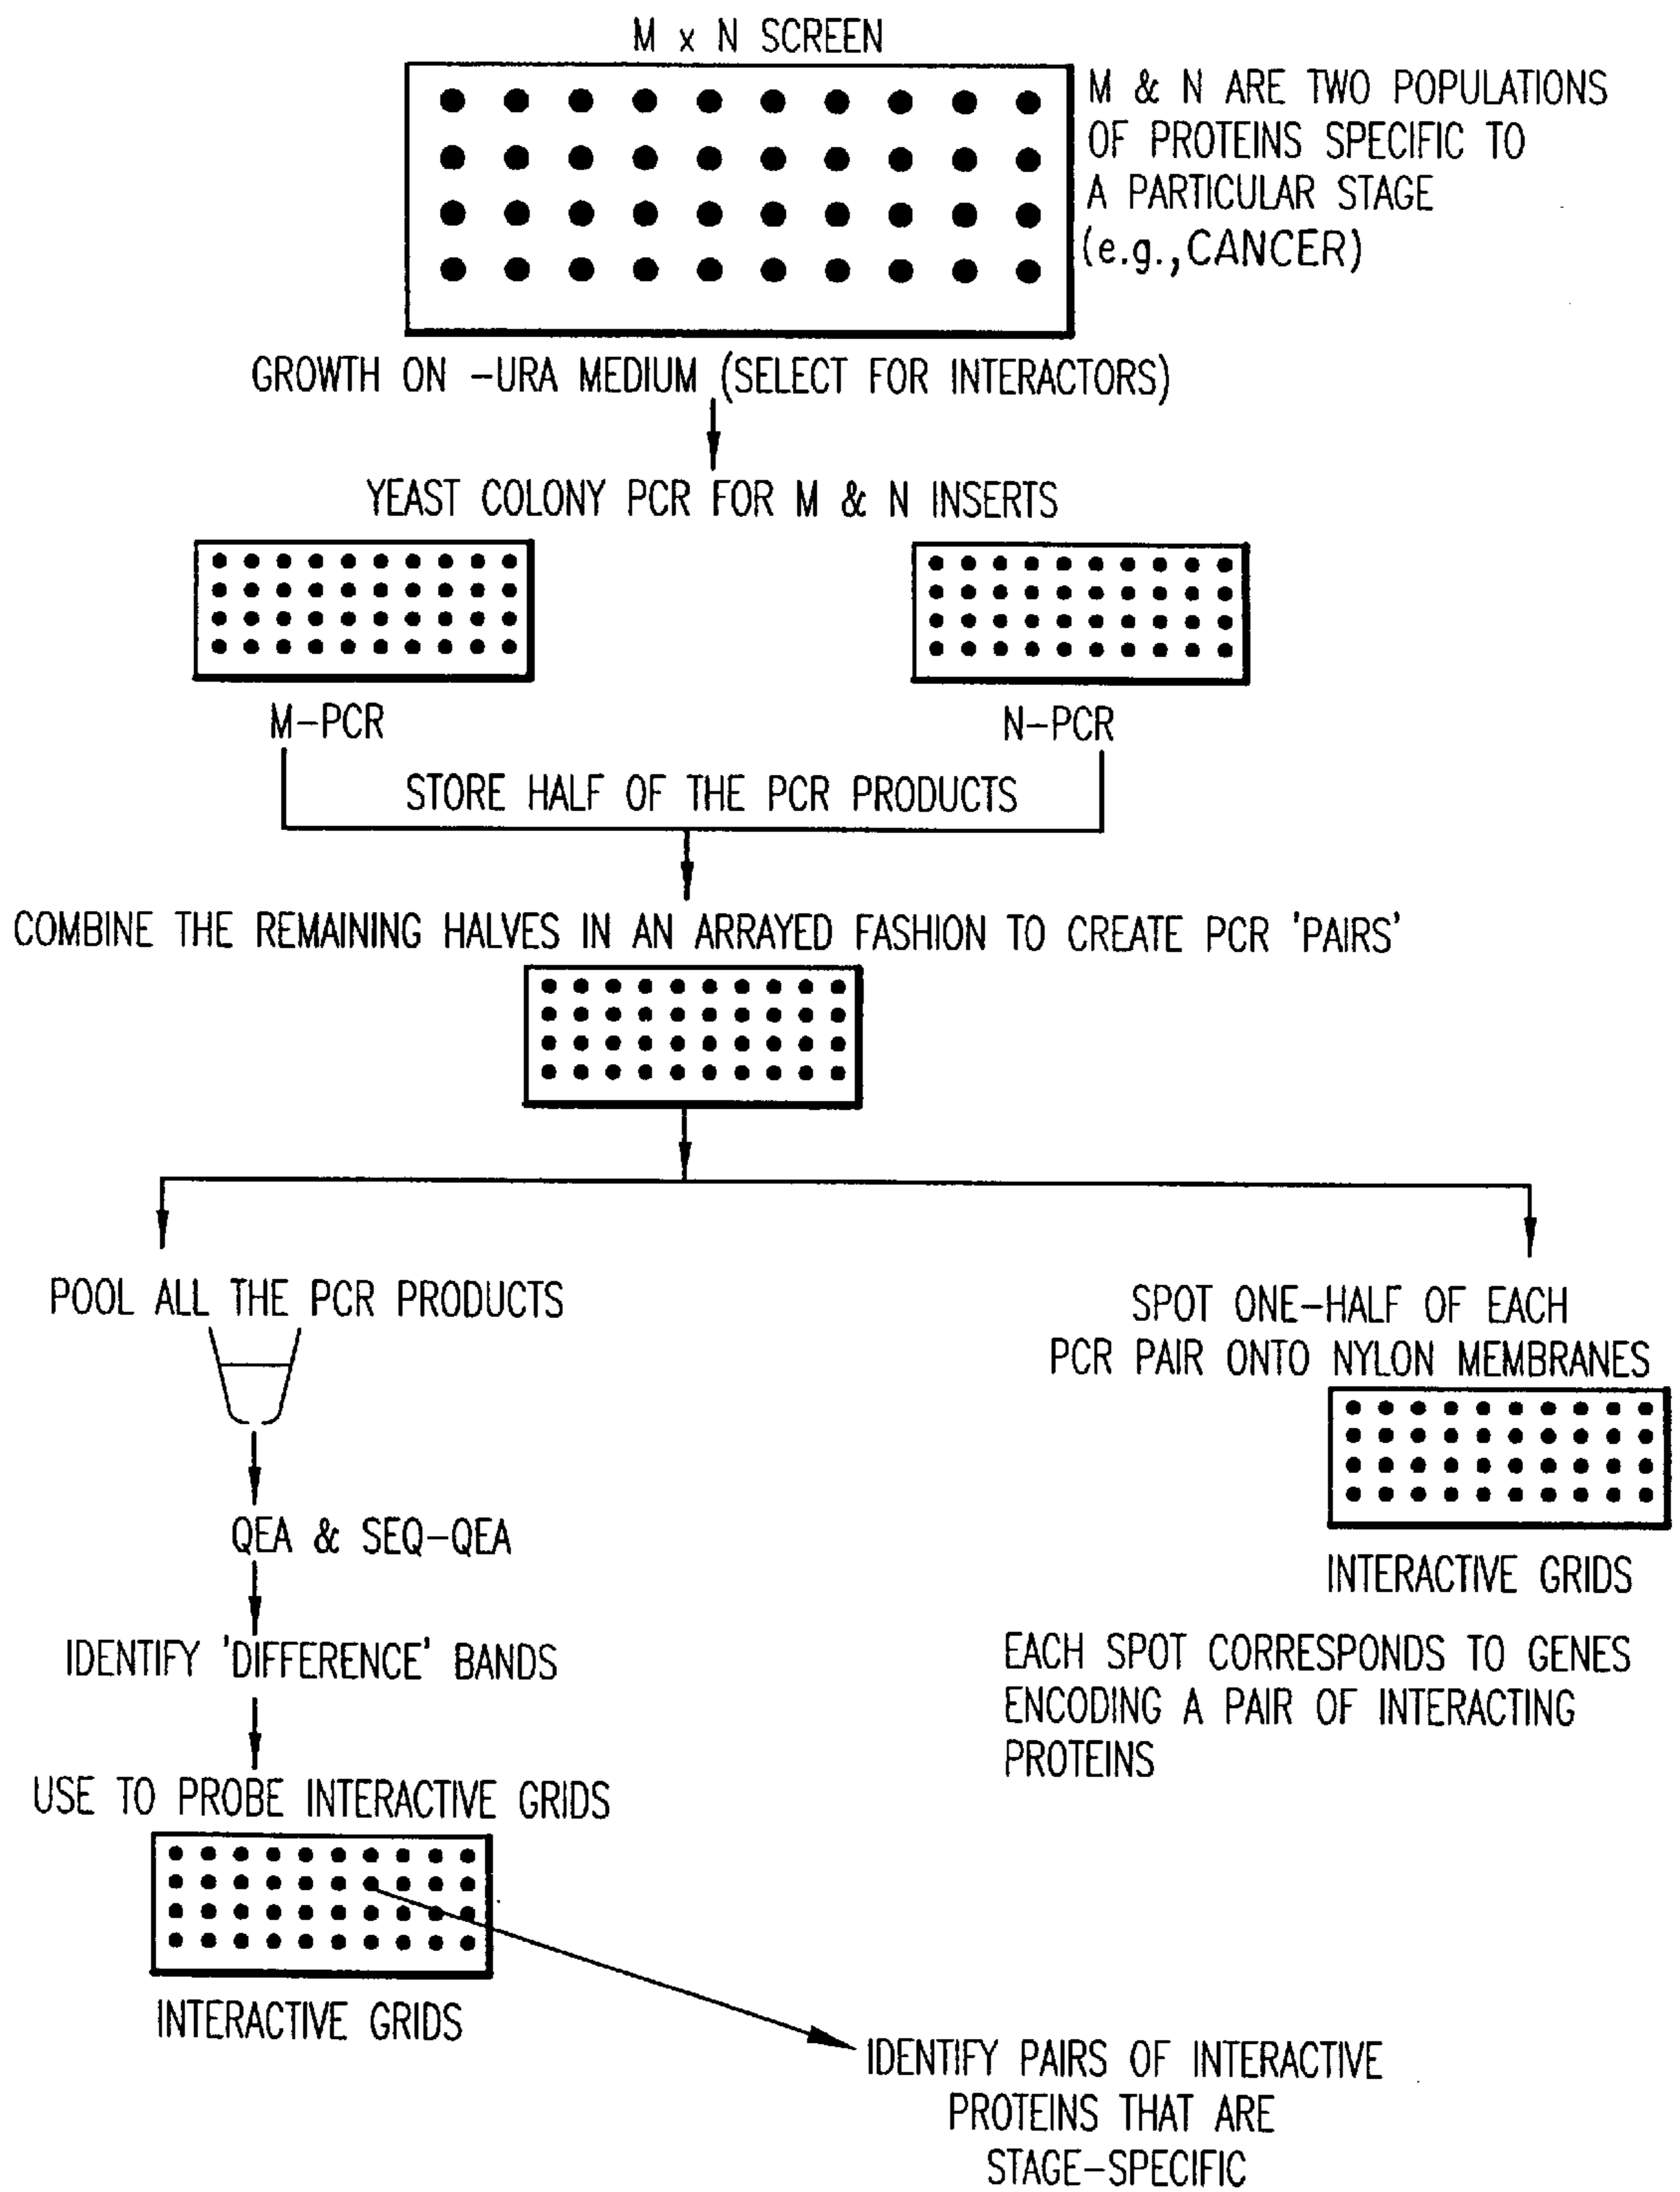 M x N SCREEN
M & N ARE TWO POPULATIONS
OF PROTEINS SPECIFIC TO
A PARTICULAR STAGE
(e.g.,CANCER)
GROWTH ON -URA MEDIUM (SELECT FOR INTERACTORS)
YEAST COLONY PCR FOR M & N INSERTS
M-PCR
N-PCR
STORE HALF OF THE PCR PRODUCTS
COMBINE THE REMAINING HALVES IN AN ARRAYED FASHION TO CREATE PCR 'PAIRS'
POOL ALL THE PCR PRODUCTS
QEA & SEQ-QEA
IDENTIFY 'DIFFERENCE' BANDS
USE TO PROBE INTERACTIVE GRIDS
INTERACTIVE GRIDS
SPOT ONE-HALF OF EACH
PCR PAIR ONTO NYLON MEMBRANES
INTERACTIVE GRIDS
EACH SPOT CORRESPONDS TO GENES
ENCODING A PAIR OF INTERACTING
PROTEINS
IDENTIFY PAIRS OF INTERACTIVE
PROTEINS THAT ARE
STAGE-SPECIFIC